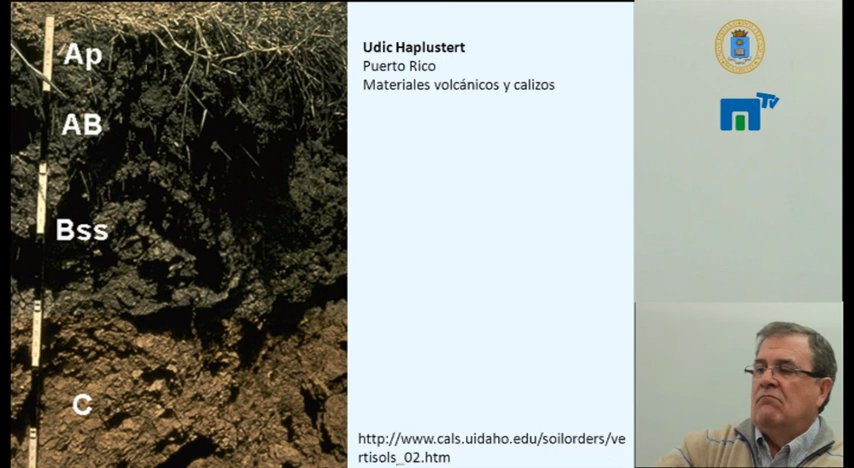 Ap
AB
Bss
C
Udic Haplustert
Puerto Rico
Materiales volcánicos y calizos
http://www.cals.uidaho.edu/soilorders/ve
rtisols_02.htm
TV